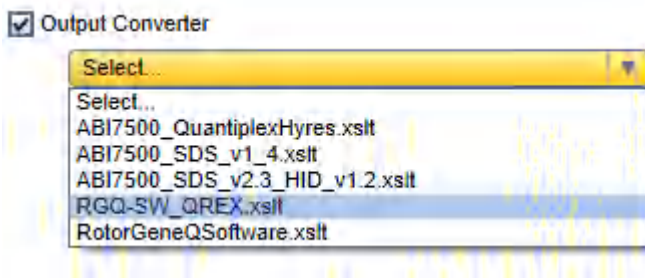 Output Converter
Select...
Select...
ABI7500_QuantiplexHyres.xslt
ABI7500_SDS_v1_4.xslt
ABI7500_SDS_v2.3_HID_v1.2.xslt
RGQ-SW_QREX.xslt
RotorGeneQSoftware.xslt